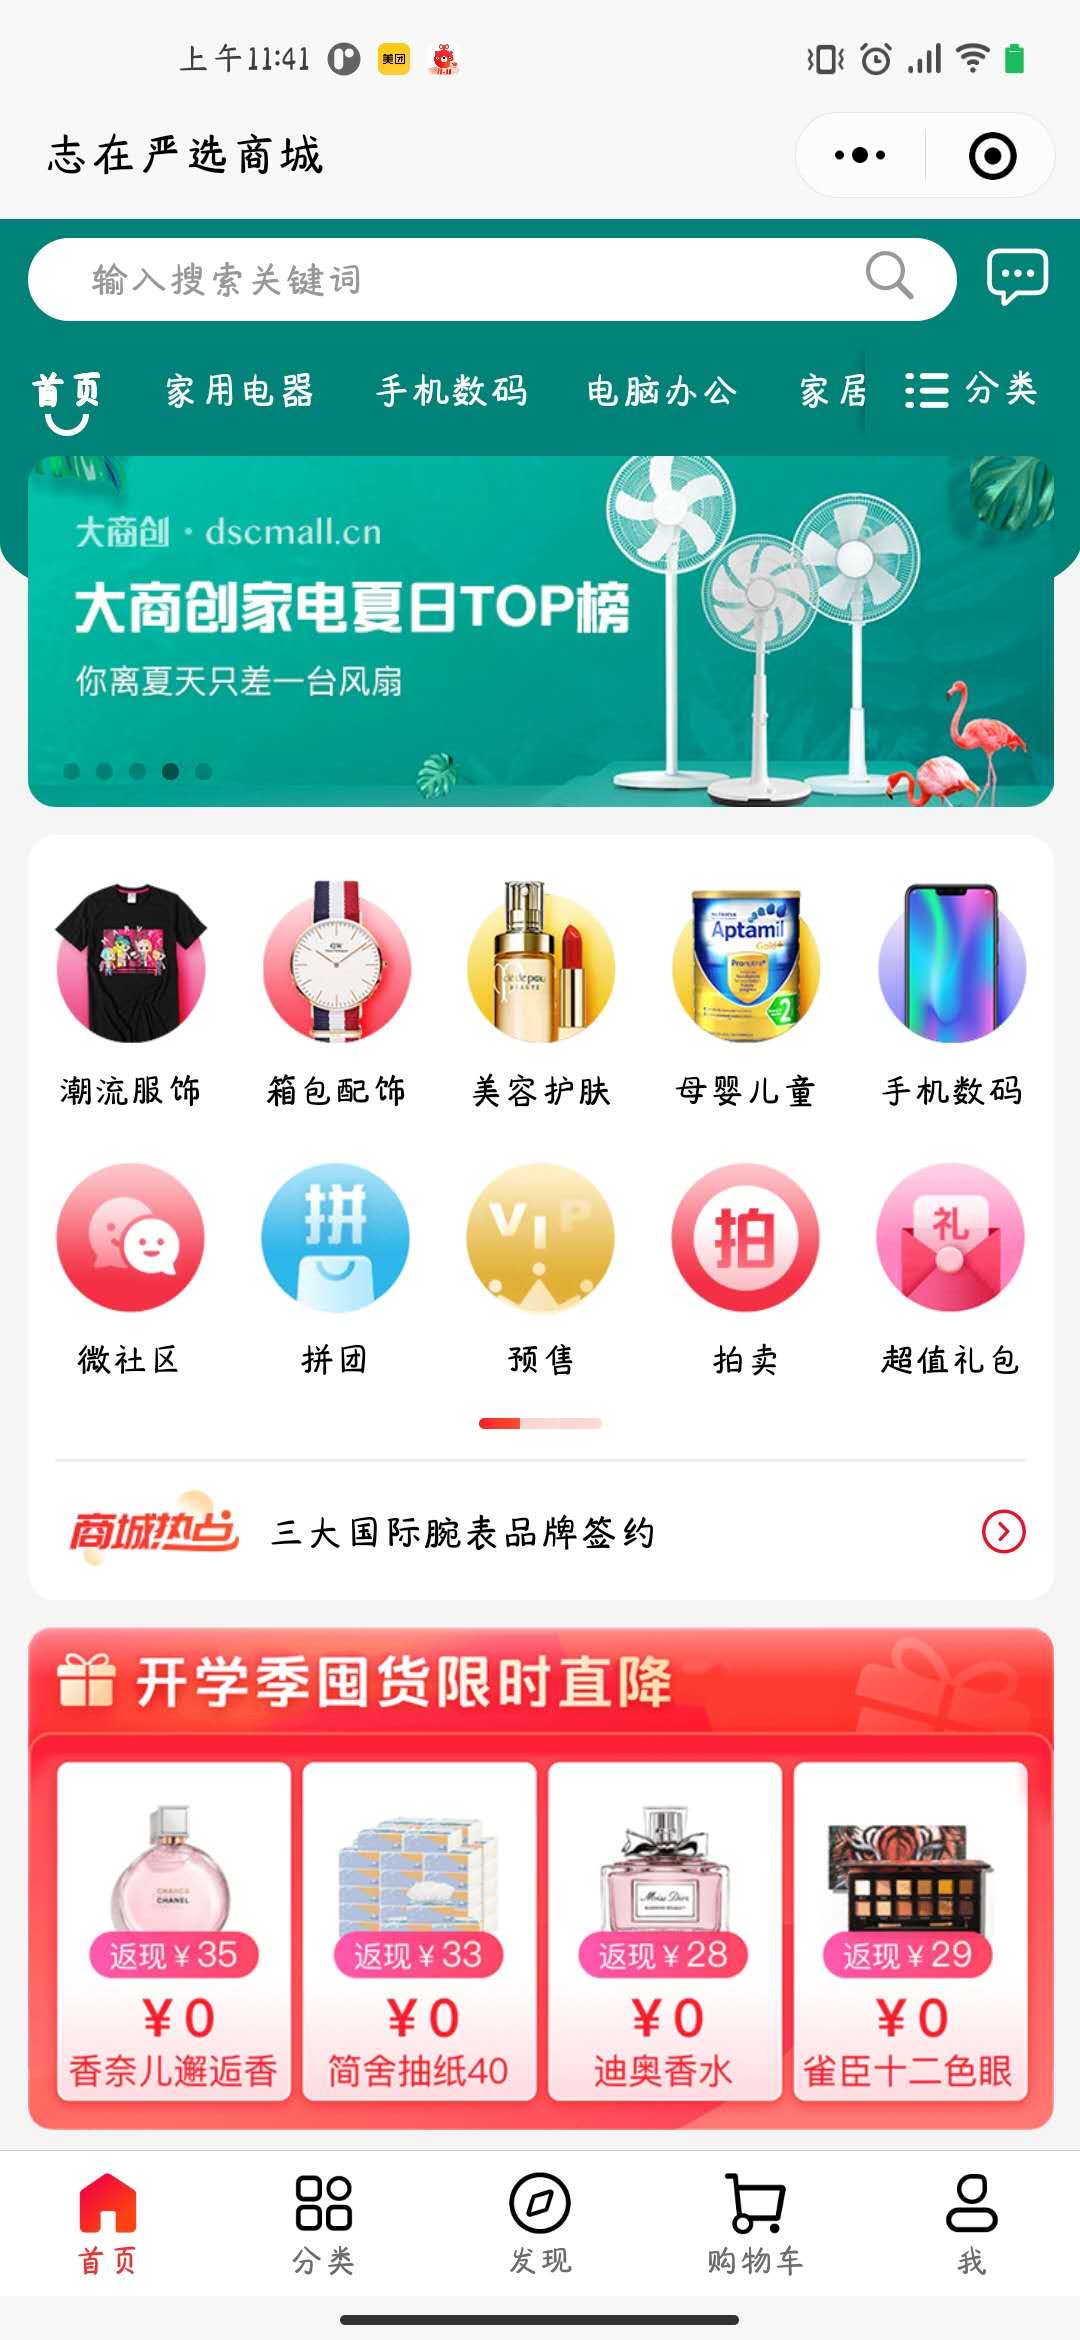 上午11:41
美团
志在严选商城
输入搜索关键词
首页 家用电器 手机数码 电脑办公 家居 分类
大商创·dscmall.cn
大商创家电夏日TOP榜
你离夏天只差一台风扇
Aptamil
Gold+
Pronutra+
2
潮流服饰 箱包配饰 美容护肤 母婴儿童 手机数码
拼 VIP 拍 礼
微社区 拼团 预售 拍卖 超值礼包
商城热点 三大国际腕表品牌签约
开学季囤货限时直降
CHANCE
CHANEL
Miss Dior
返现¥35 返现¥33 返现¥28 返现¥29
¥0 ¥0 ¥0 ¥0
香奈儿邂逅香 简舍抽纸40 迪奥香水 雀臣十二色眼
首页 分类 发现 购物车 我